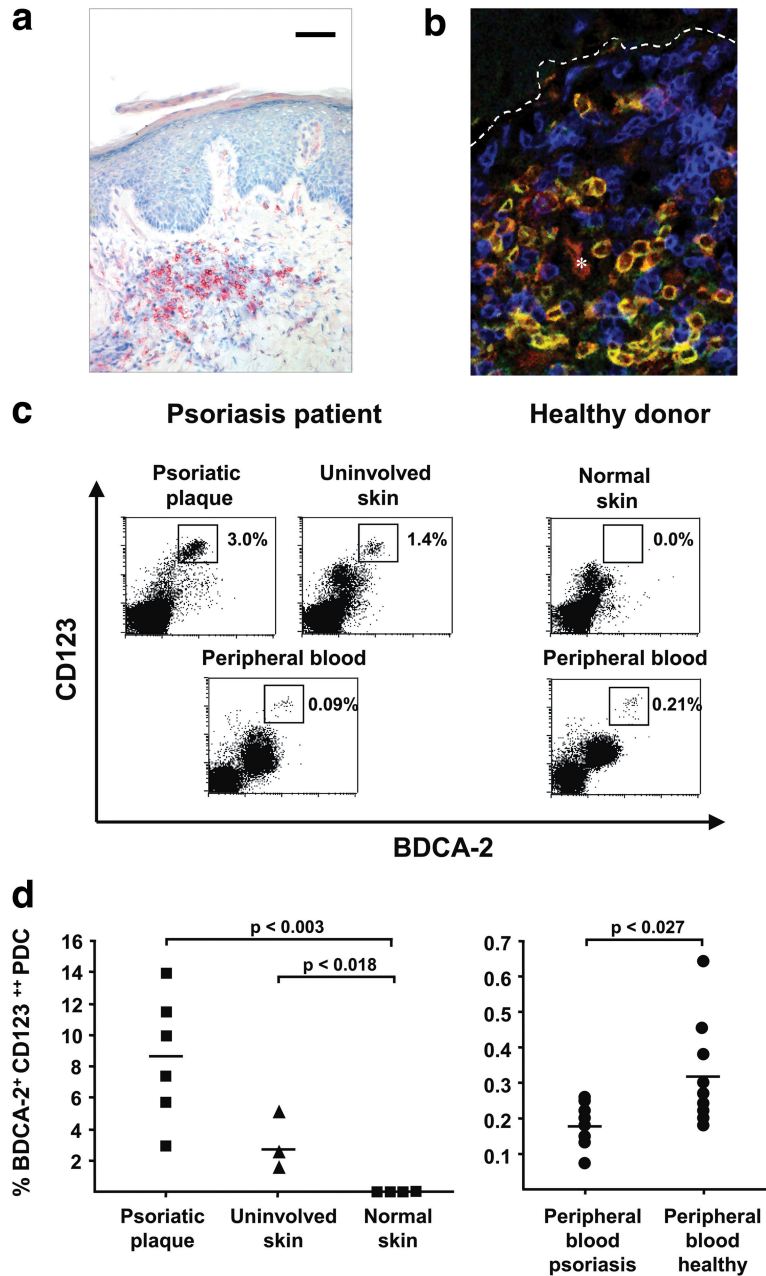 a
b
*
c
Psoriasis patient
Healthy donor
Psoriatic
plaque
Uninvolved
skin
Normal
skin
3.0%
1.4%
0.0%
Peripheral blood
Peripheral blood
0.09%
0.21%
CD123
BDCA-2
d
% BDCA-2+ CD123 ++ PDC
16
14
12
10
8
6
4
2
p < 0.003
p < 0.018
Psoriatic
plaque
Uninvolved
skin
Normal
skin
0.7
0.6
0.5
0.4
0.3
0.2
0.1
p < 0.027
Peripheral
blood
psoriasis
Peripheral
blood
healthy